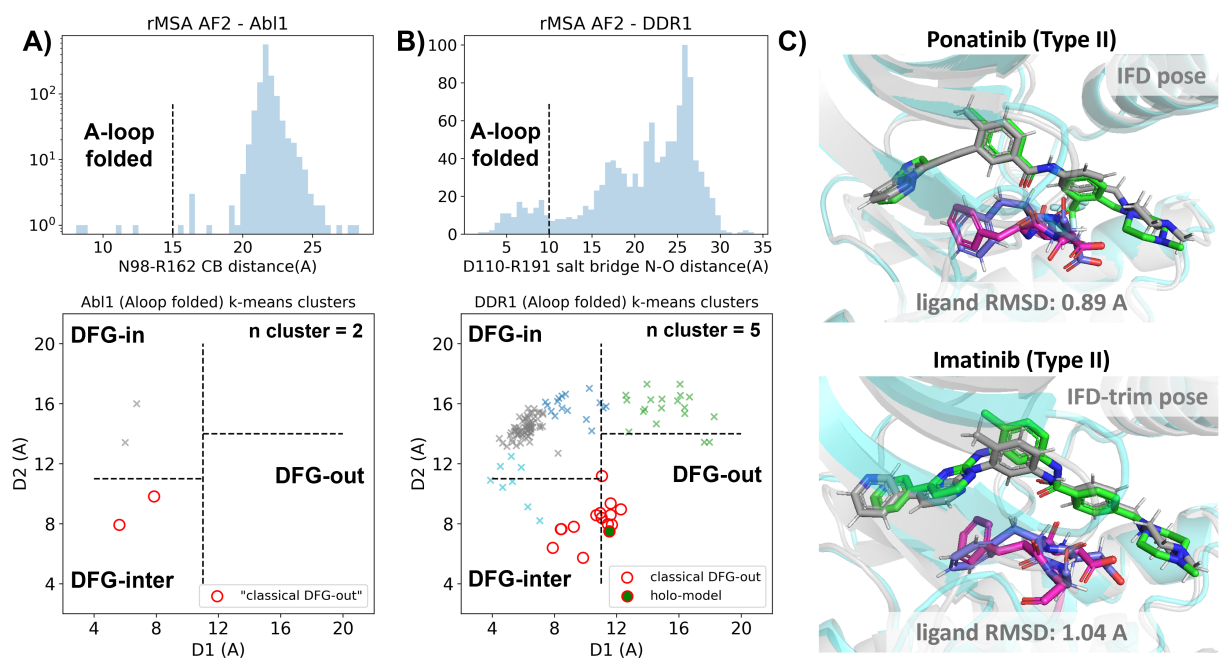 A)
rMSA AF2 - Abl1
10²
10¹
10⁰
A-loop
folded
10
15
20
25
N98-R162 CB distance(A)
B)
rMSA AF2 - DDR1
100
80
60
40
20
0
A-loop
folded
5
10
15
20
25
30
35
D110-R191 salt bridge N-O distance(A)
Abl1 (Aloop folded) k-means clusters
DFG-in
n cluster = 2
DFG-out
DFG-inter
"classical DFG-out"
20
16
12
8
4
D2 (A)
4
8
12
16
20
D1 (A)
DDR1 (Aloop folded) k-means clusters
DFG-in
n cluster = 5
DFG-out
DFG-inter
classical DFG-out
holo-model
20
16
12
8
4
D2 (A)
4
8
12
16
20
D1 (A)
C)
Ponatinib (Type II)
IFD pose
ligand RMSD: 0.89 A
Imatinib (Type II)
IFD-trim pose
ligand RMSD: 1.04 A